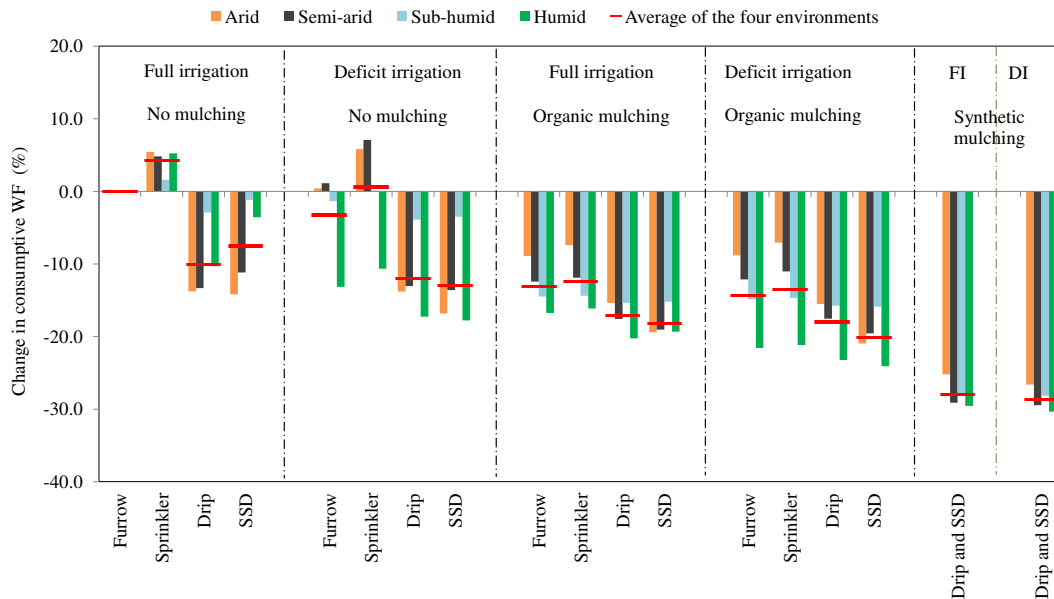 Arid Semi-arid Sub-humid Humid Average of the four environments
Change in consumptive WF (%)
20.0
10.0
0.0
-10.0
-20.0
-30.0
-40.0
Full irrigation
No mulching
Deficit irrigation
No mulching
Full irrigation
Organic mulching
Deficit irrigation
Organic mulching
FI DI
Synthetic
mulching
Furrow
Sprinkler
Drip
SSD
Furrow
Sprinkler
Drip
SSD
Furrow
Sprinkler
Drip
SSD
Furrow
Sprinkler
Drip
SSD
Drip and SSD
Drip and SSD